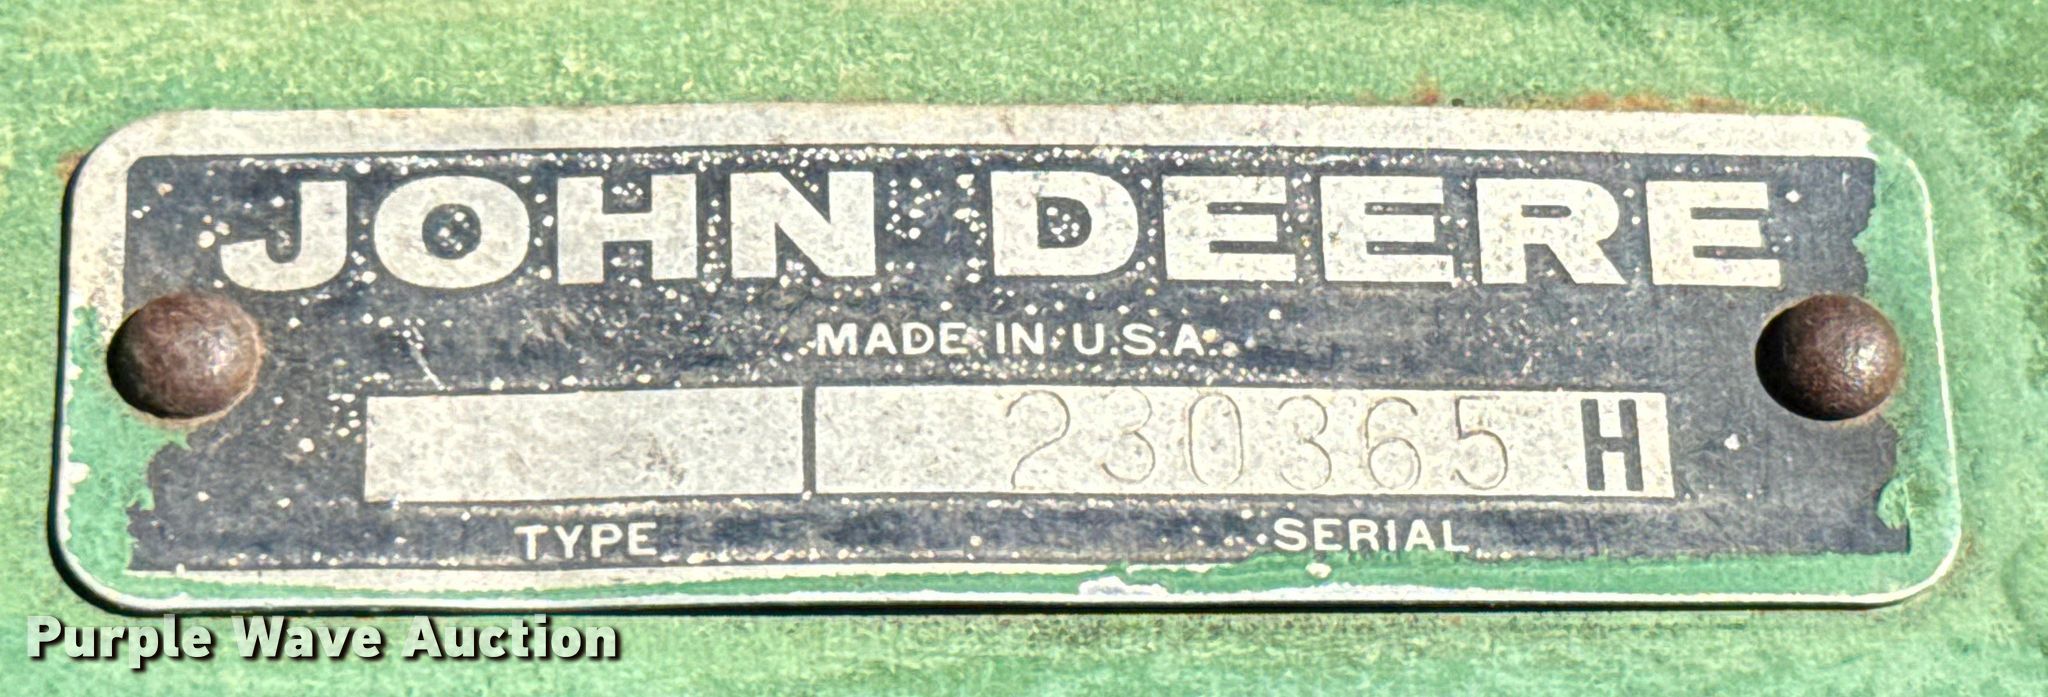 JOHN DEERE
MADE IN U.S.A.
230365 H
TYPE SERIAL
Purple Wave Auction